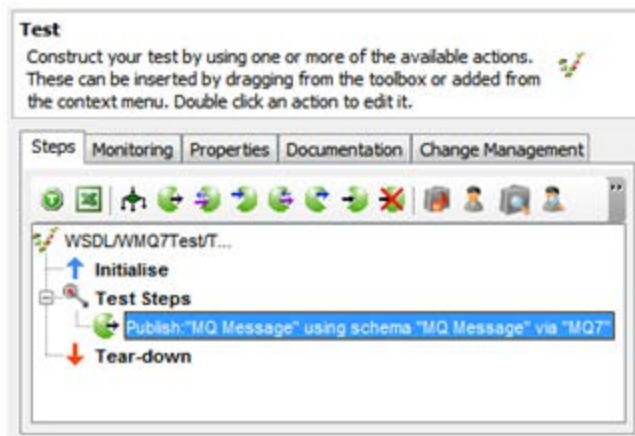 Test
Construct your test by using one or more of the available actions.
These can be inserted by dragging from the toolbox or added from
the context menu. Double click an action to edit it.
Steps Monitoring Properties Documentation Change Management
WSDL/WMQ7Test/T...
Initialise
Test Steps
Publish:"MQ Message" using schema "MQ Message" via "MQ7"
Tear-down